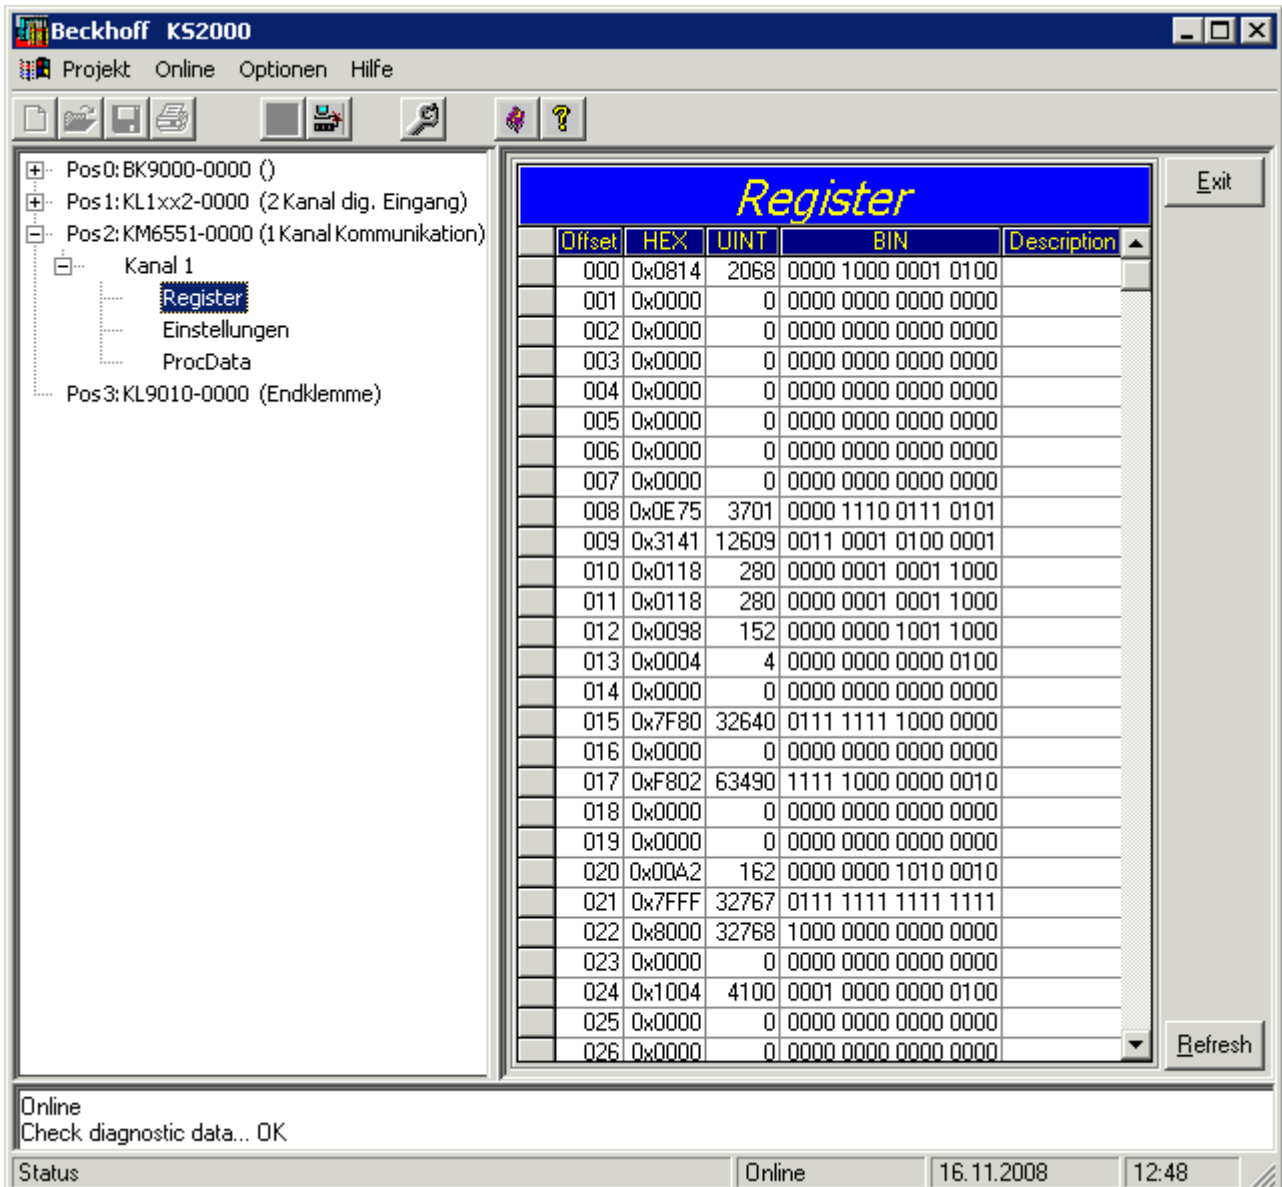 Beckhoff KS2000
Projekt Online Optionen Hilfe
Pos0: BK9000-0000 ()
Pos1: KL1xx2-0000 (2 Kanal dig. Eingang)
Pos2: KM6551-0000 (1 Kanal Kommunikation)
Kanal 1
Register
Einstellungen
ProcData
Pos3: KL9010-0000 (Endklemme)
Register
Exit
Offset HEX UINT BIN Description
000 0x0814 2068 0000 1000 0001 0100
001 0x0000 0 0000 0000 0000 0000
002 0x0000 0 0000 0000 0000 0000
003 0x0000 0 0000 0000 0000 0000
004 0x0000 0 0000 0000 0000 0000
005 0x0000 0 0000 0000 0000 0000
006 0x0000 0 0000 0000 0000 0000
007 0x0000 0 0000 0000 0000 0000
008 0x0E75 3701 0000 1110 0111 0101
009 0x3141 12609 0011 0001 0100 0001
010 0x0118 280 0000 0001 0001 1000
011 0x0118 280 0000 0001 0001 1000
012 0x0098 152 0000 0000 1001 1000
013 0x0004 4 0000 0000 0000 0100
014 0x0000 0 0000 0000 0000 0000
015 0x7F80 32640 0111 1111 1000 0000
016 0x0000 0 0000 0000 0000 0000
017 0xF802 63490 1111 1000 0000 0010
018 0x0000 0 0000 0000 0000 0000
019 0x0000 0 0000 0000 0000 0000
020 0x00A2 162 0000 0000 1010 0010
021 0x7FFF 32767 0111 1111 1111 1111
022 0x8000 32768 1000 0000 0000 0000
023 0x0000 0 0000 0000 0000 0000
024 0x1004 4100 0001 0000 0000 0100
025 0x0000 0 0000 0000 0000 0000
026 0x0000 0 0000 0000 0000 0000
Refresh
Online
Check diagnostic data... OK
Status Online 16.11.2008 12:48